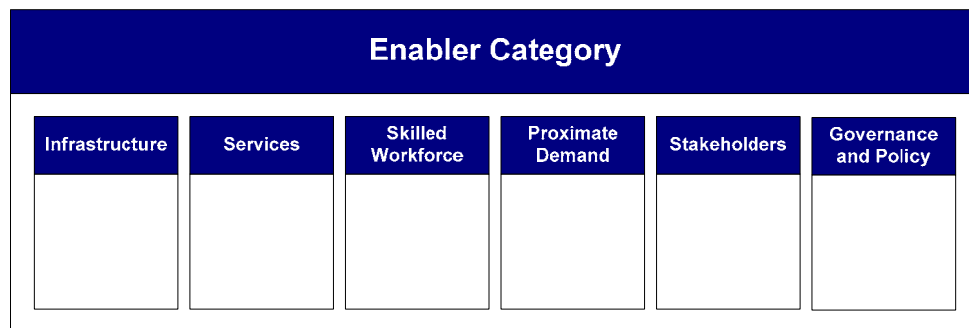 Enabler Category
Infrastructure
Services
Skilled
Workforce
Proximate
Demand
Stakeholders
Governance
and Policy